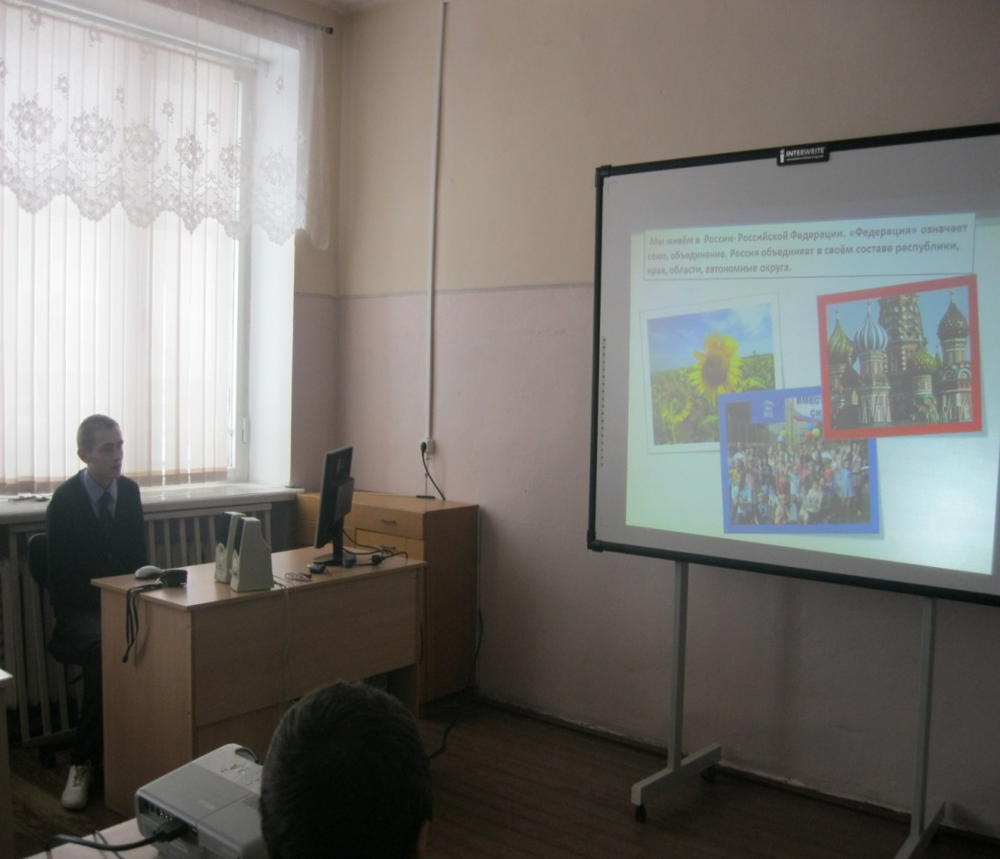 INTERWRITE
Мы живём в России- Российской Федерации. «Федерация» означает
союз, объединение. Россия объединяет в своём составе республики,
края, области, автономные округа.